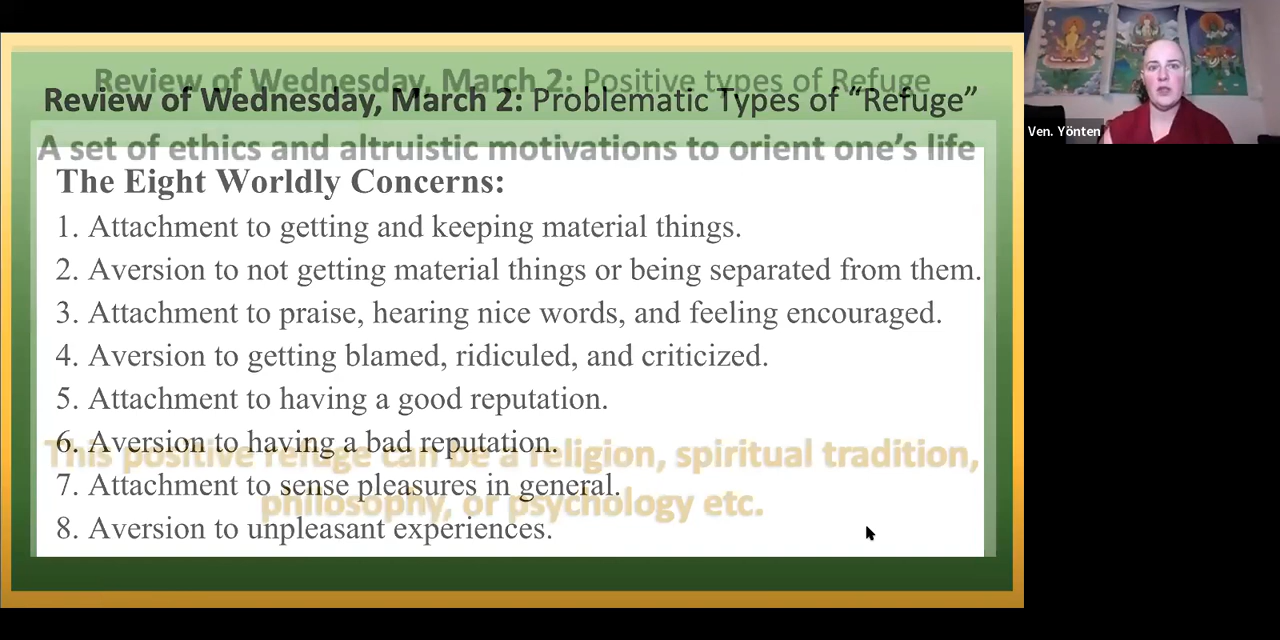 Review of Wednesday, March 2: Positive types of Refuge
Review of Wednesday, March 2: Problematic Types of “Refuge”
A set of ethics and altruistic motivations to orient one’s life
The Eight Worldly Concerns:
1. Attachment to getting and keeping material things.
2. Aversion to not getting material things or being separated from them.
3. Attachment to praise, hearing nice words, and feeling encouraged.
4. Aversion to getting blamed, ridiculed, and criticized.
5. Attachment to having a good reputation.
6. Aversion to having a bad reputation.
This positive refuge can be a religion, spiritual tradition,
7. Attachment to sense pleasures in general.
philosophy, or psychology etc.
8. Aversion to unpleasant experiences.
Ven. Yönten